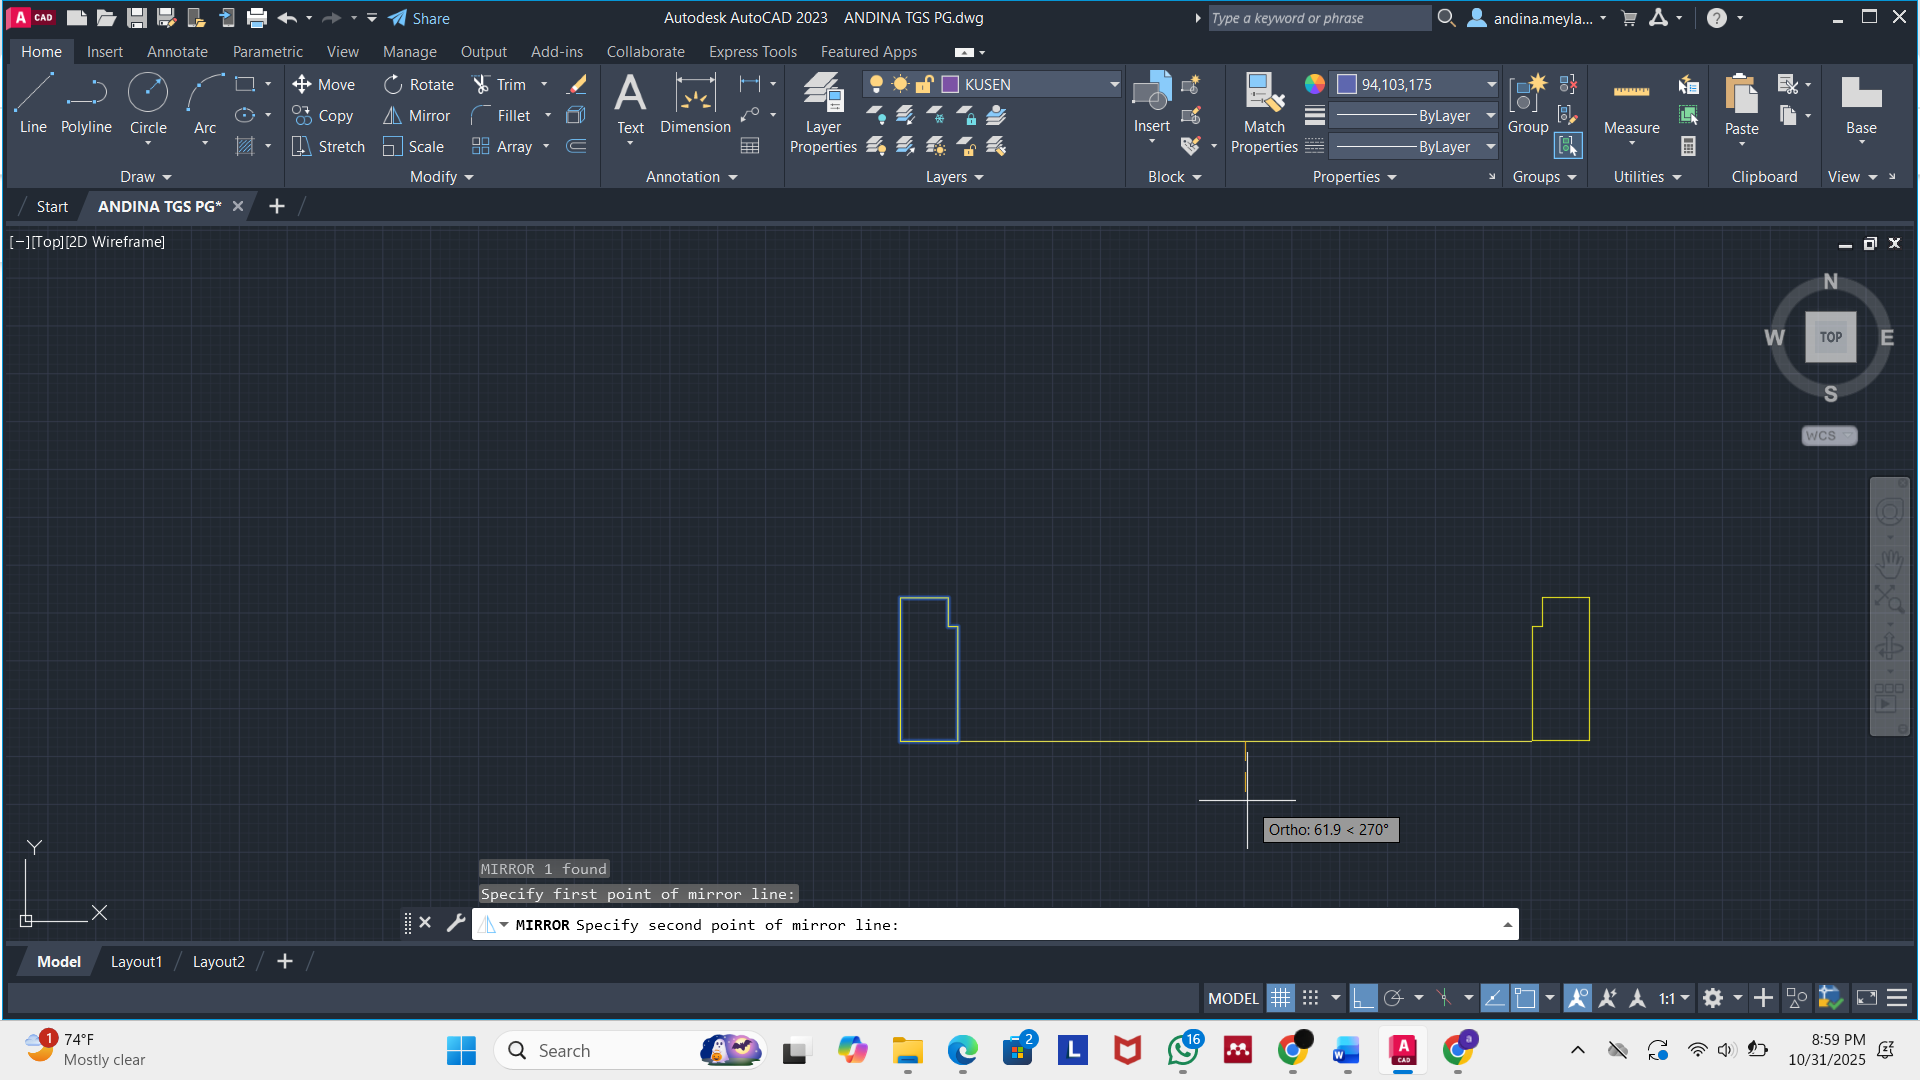 A CAD Share Autodesk AutoCAD 2023 ANDINA TGS PG.dwg Type a keyword or phrase andina.meyla...
Home Insert Annotate Parametric View Manage Output Add-ins Collaborate Express Tools Featured Apps
Line Polyline Circle Arc
Move Rotate Trim
Copy Mirror Fillet
Stretch Scale Array
Text Dimension
Layer Properties
KUSEN
Insert
Match Properties
94,103,175
ByLayer
ByLayer
Group
Measure
Paste
Base
Draw Modify Annotation Layers Block Properties Groups Utilities Clipboard View
Start ANDINA TGS PG*
[−][Top][2D Wireframe]
N
W TOP E
S
WCS
Ortho: 61.9 < 270°
Y
X
MIRROR 1 found
Specify first point of mirror line:
MIRROR Specify second point of mirror line:
Model Layout1 Layout2
MODEL 1:1
1 74°F
Mostly clear
Search
2
L
16
A CAD
a
8:59 PM
10/31/2025